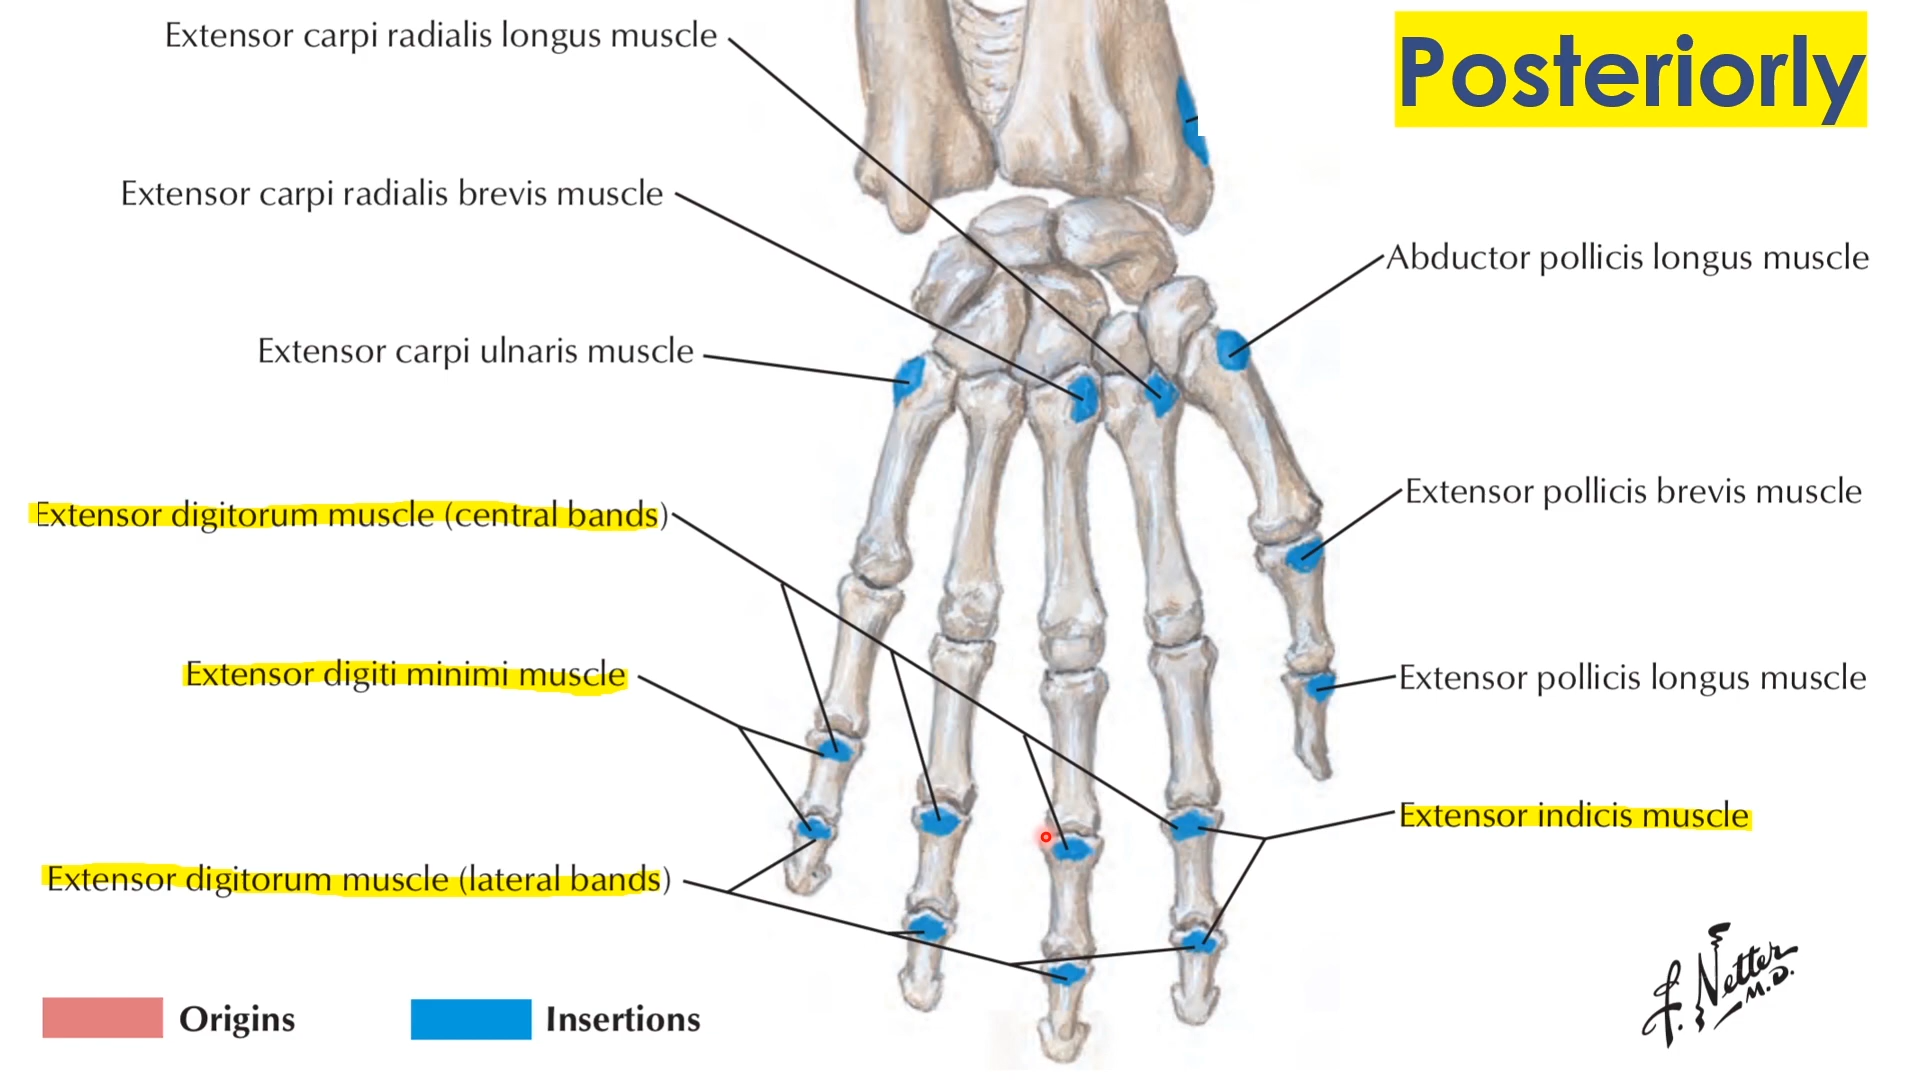 Posteriorly
Extensor carpi radialis longus muscle
Extensor carpi radialis brevis muscle
Abductor pollicis longus muscle
Extensor carpi ulnaris muscle
Extensor pollicis brevis muscle
Extensor digitorum muscle (central bands)
Extensor digiti minimi muscle
Extensor pollicis longus muscle
Extensor indicis muscle
Extensor digitorum muscle (lateral bands)
Origins
Insertions
F. Netter
M.D.